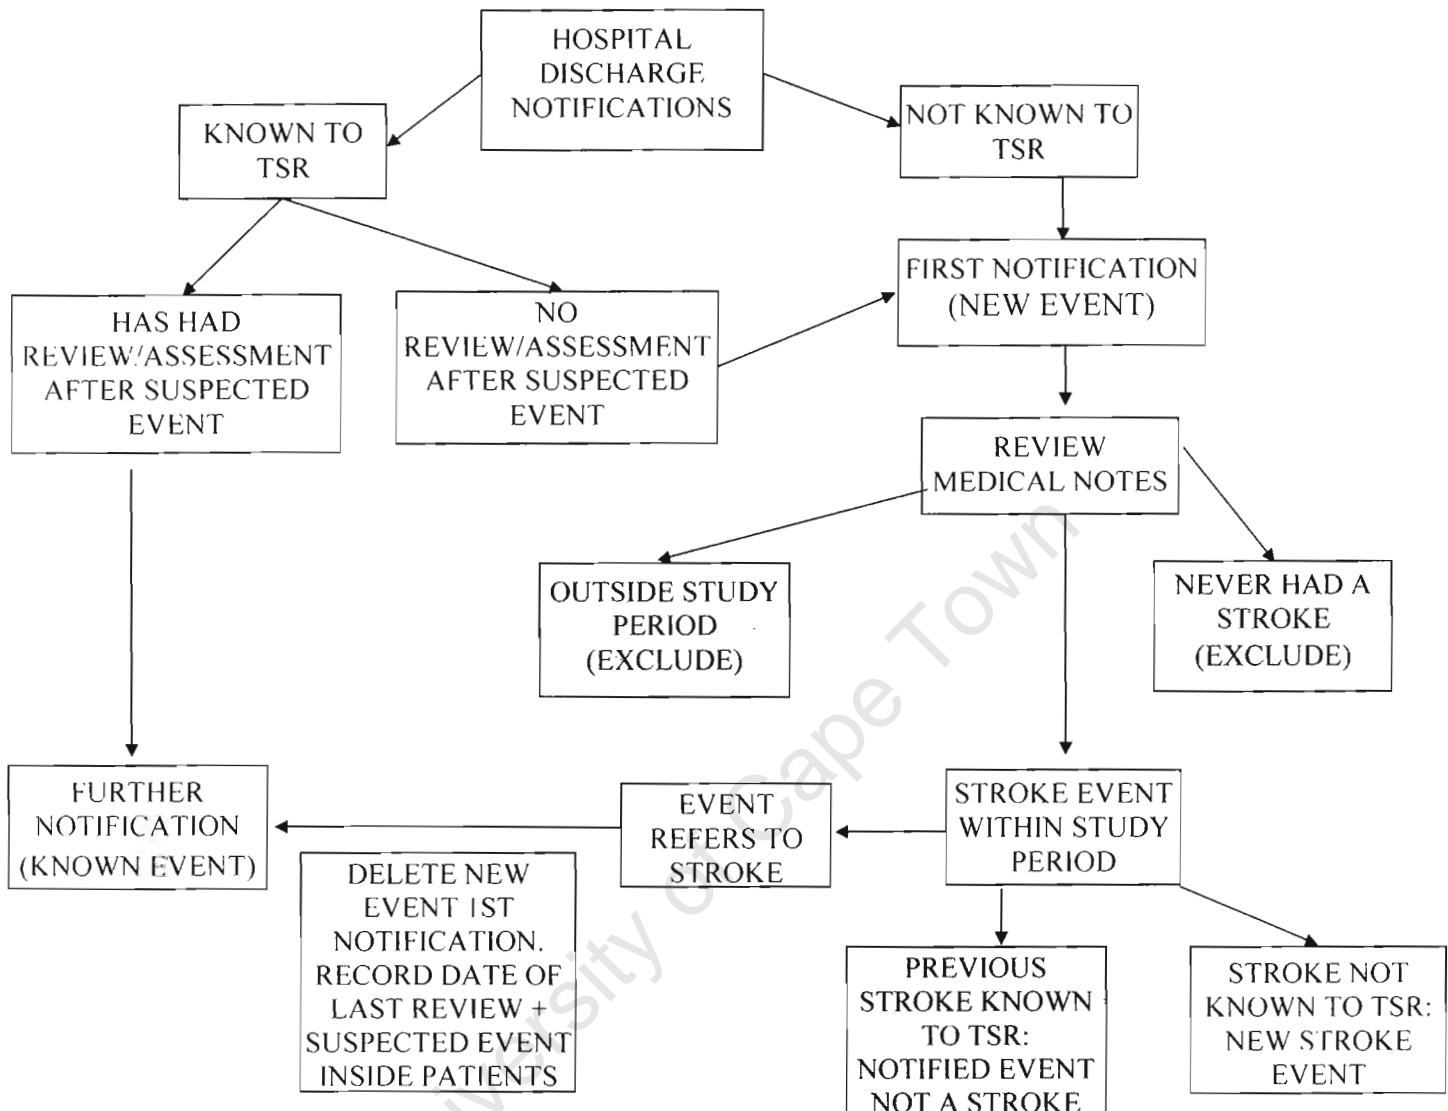 HOSPITAL
DISCHARGE
NOTIFICATIONS
KNOWN TO
TSR
NOT KNOWN TO
TSR
HAS HAD
REVIEW/ASSESSMENT
AFTER SUSPECTED
EVENT
NO
REVIEW/ASSESSMENT
AFTER SUSPECTED
EVENT
FIRST NOTIFICATION
(NEW EVENT)
REVIEW
MEDICAL NOTES
OUTSIDE STUDY
PERIOD
(EXCLUDE)
NEVER HAD A
STROKE
(EXCLUDE)
FURTHER
NOTIFICATION
(KNOWN EVENT)
EVENT
REFERS TO
STROKE
STROKE EVENT
WITHIN STUDY
PERIOD
DELETE NEW
EVENT 1ST
NOTIFICATION.
RECORD DATE OF
LAST REVIEW +
SUSPECTED EVENT
INSIDE PATIENTS
PREVIOUS
STROKE KNOWN
TO TSR:
NOTIFIED EVENT
NOT A STROKE
STROKE NOT
KNOWN TO TSR:
NEW STROKE
EVENT
versity of Cape Town